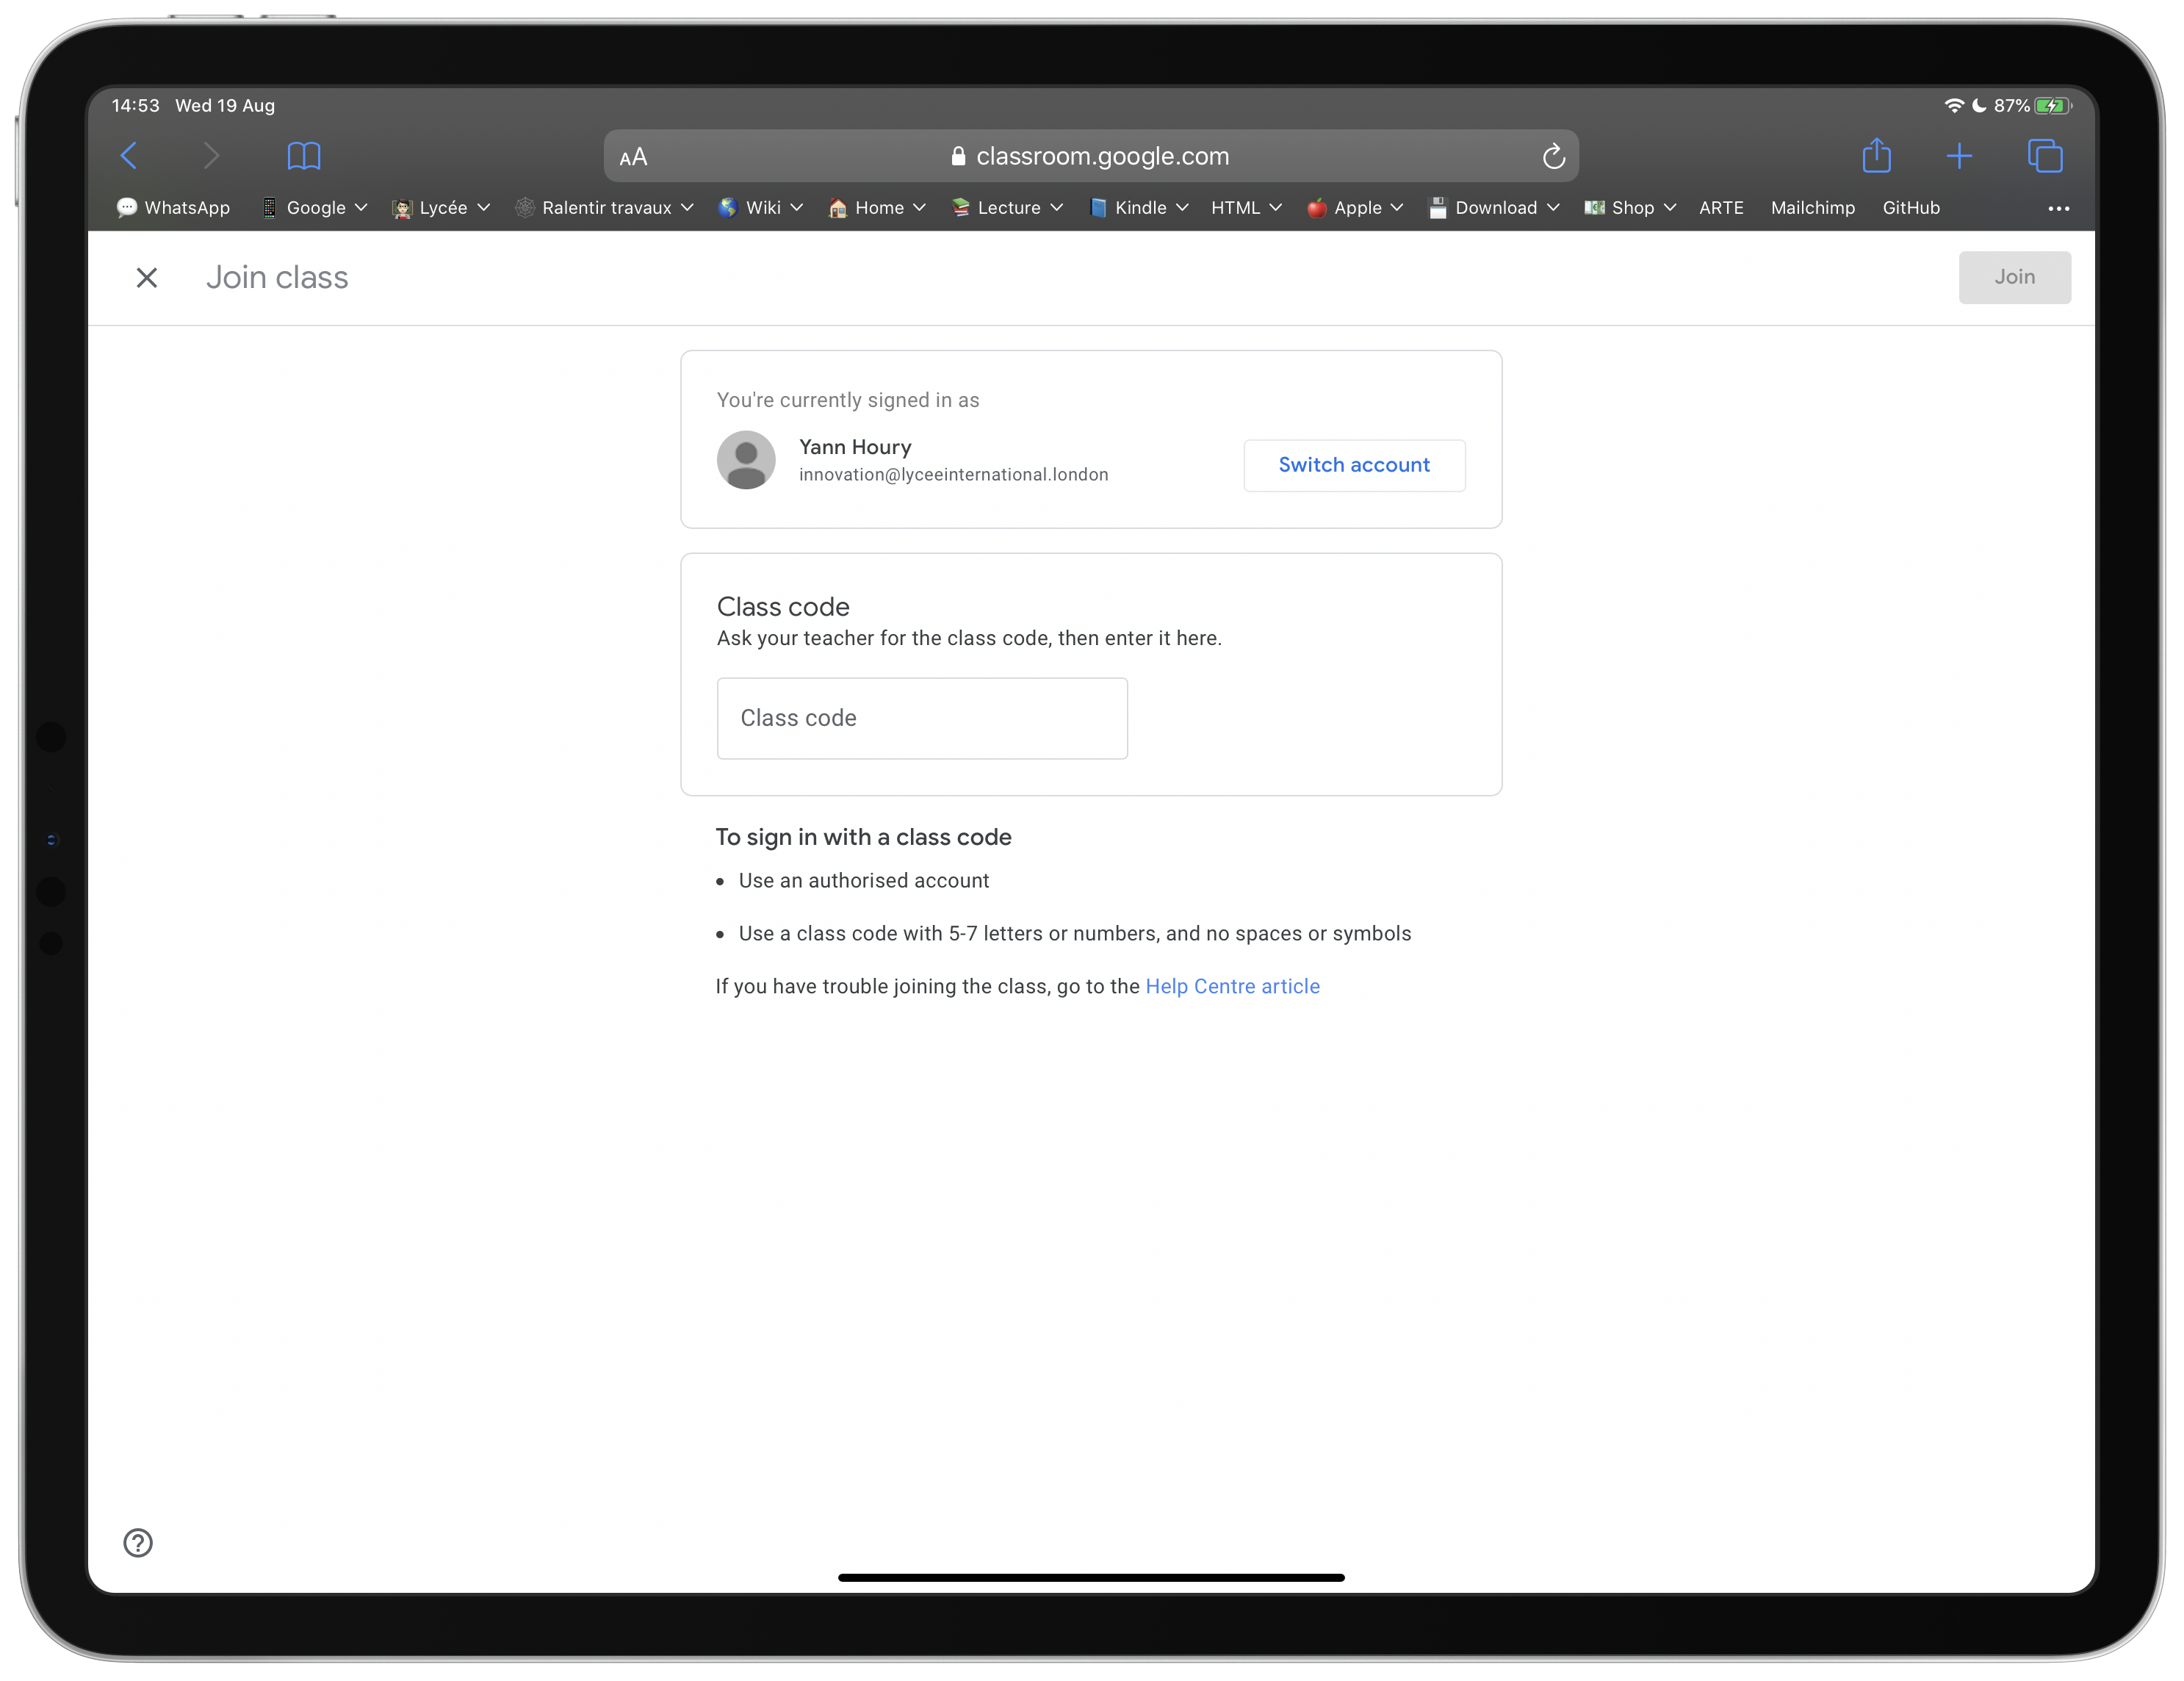 14:53 Wed 19 Aug 87%
AA classroom.google.com
WhatsApp Google Lycée Ralentir travaux Wiki Home Lecture Kindle HTML Apple Download Shop ARTE Mailchimp GitHub
Join class Join
You're currently signed in as
Yann Houry
innovation@lyceeinternational.london
Switch account
Class code
Ask your teacher for the class code, then enter it here.
Class code
To sign in with a class code
• Use an authorised account
• Use a class code with 5-7 letters or numbers, and no spaces or symbols
If you have trouble joining the class, go to the Help Centre article